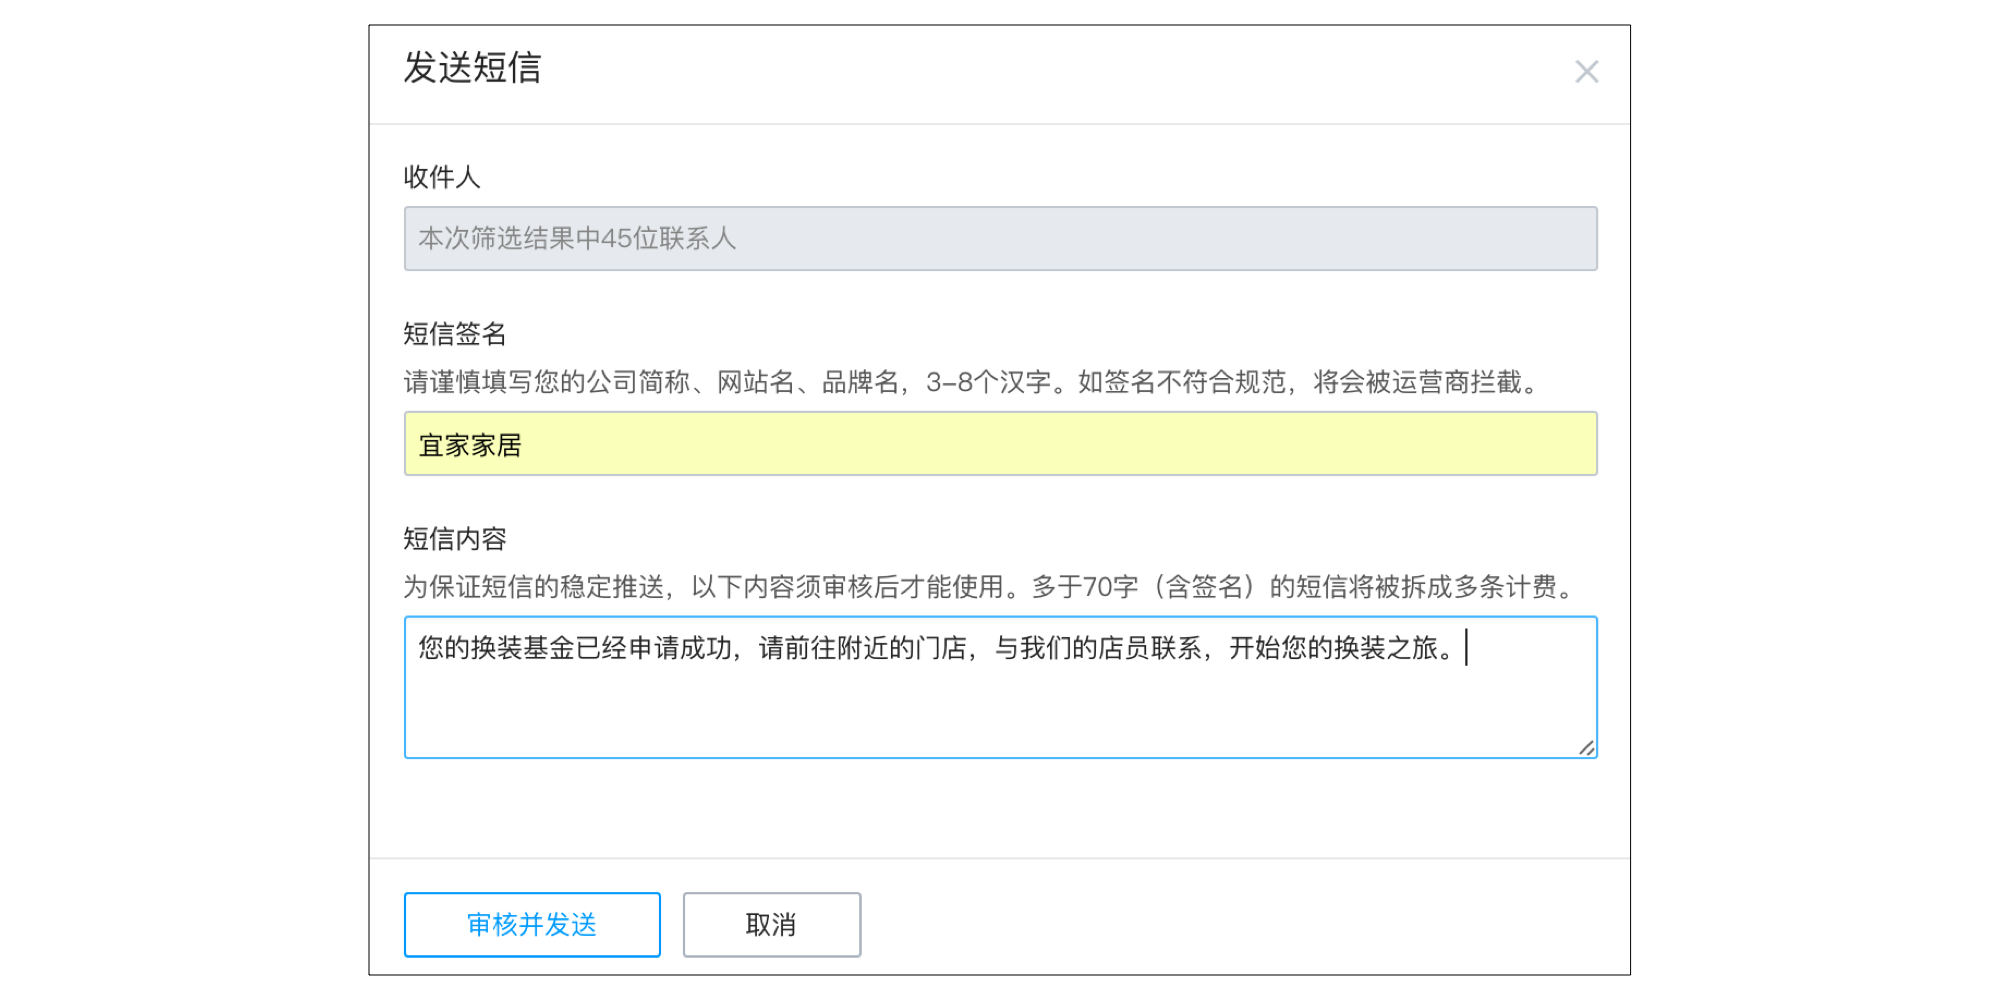 发送短信
收件人
本次筛选结果中45位联系人
短信签名
请谨慎填写您的公司简称、网站名、品牌名，3-8个汉字。如签名不符合规范，将会被运营商拦截。
宜家家居
短信内容
为保证短信的稳定推送，以下内容须审核后才能使用。多于70字（含签名）的短信将被拆成多条计费。
您的换装基金已经申请成功，请前往附近的门店，与我们的店员联系，开始您的换装之旅。
审核并发送
取消